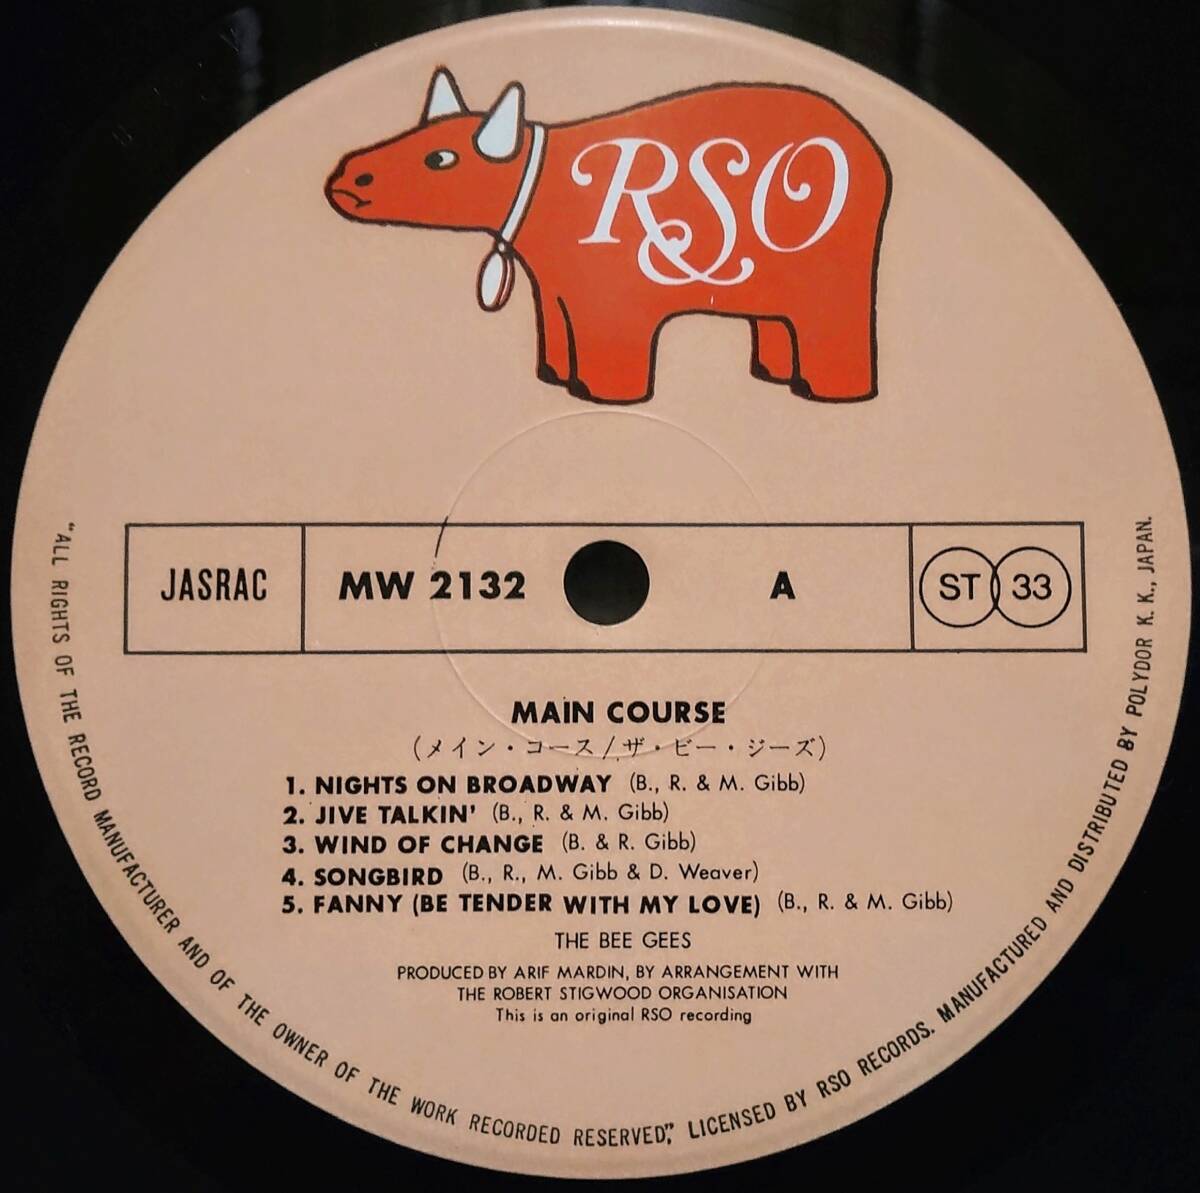 RSO
JASRAC MW 2132 A ST 33
MAIN COURSE
(メイン・コース/ザ・ビー・ジーズ)
1. NIGHTS ON BROADWAY (B., R. & M. Gibb)
2. JIVE TALKIN' (B., R. & M. Gibb)
3. WIND OF CHANGE (B. & R. Gibb)
4. SONGBIRD (B., R., M. Gibb & D. Weaver)
5. FANNY (BE TENDER WITH MY LOVE) (B., R. & M. Gibb)
THE BEE GEES
PRODUCED BY ARIF MARDIN, BY ARRANGEMENT WITH
THE ROBERT STIGWOOD ORGANISATION
This is an original RSO recording
"ALL RIGHTS OF THE RECORD MANUFACTURER AND OF THE OWNER OF THE WORK RECORDED RESERVED", LICENSED BY RSO RECORDS. MANUFACTURED AND DISTRIBUTED BY POLYDOR K. K., JAPAN.